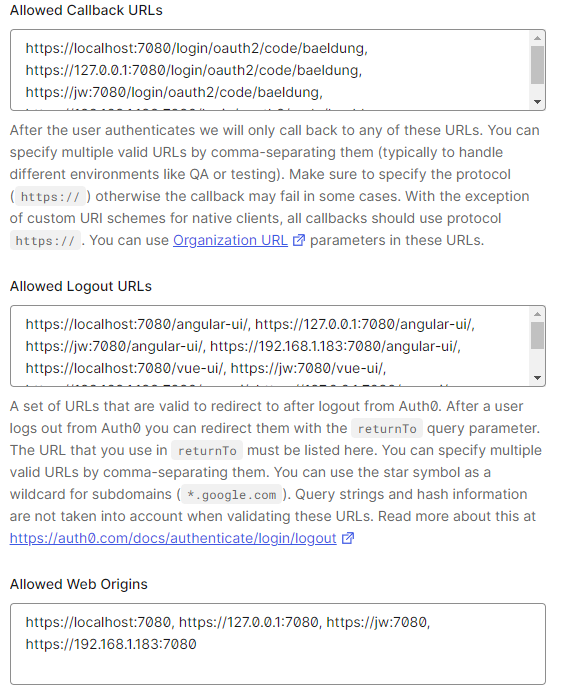 Allowed Callback URLs
https://localhost:7080/login/oauth2/code/baeldung,
https://127.0.0.1:7080/login/oauth2/code/baeldung,
https://jw:7080/login/oauth2/code/baeldung,
After the user authenticates we will only call back to any of these URLs. You can
specify multiple valid URLs by comma-separating them (typically to handle
different environments like QA or testing). Make sure to specify the protocol
( https:// ) otherwise the callback may fail in some cases. With the exception
of custom URI schemes for native clients, all callbacks should use protocol
https:// . You can use Organization URL parameters in these URLs.
Allowed Logout URLs
https://localhost:7080/angular-ui/, https://127.0.0.1:7080/angular-ui/,
https://jw:7080/angular-ui/, https://192.168.1.183:7080/angular-ui/,
https://localhost:7080/vue-ui/, https://jw:7080/vue-ui/,
A set of URLs that are valid to redirect to after logout from Auth0. After a user
logs out from Auth0 you can redirect them with the returnTo query parameter.
The URL that you use in returnTo must be listed here. You can specify multiple
valid URLs by comma-separating them. You can use the star symbol as a
wildcard for subdomains ( *.google.com ). Query strings and hash information
are not taken into account when validating these URLs. Read more about this at
https://auth0.com/docs/authenticate/login/logout
Allowed Web Origins
https://localhost:7080, https://127.0.0.1:7080, https://jw:7080,
https://192.168.1.183:7080